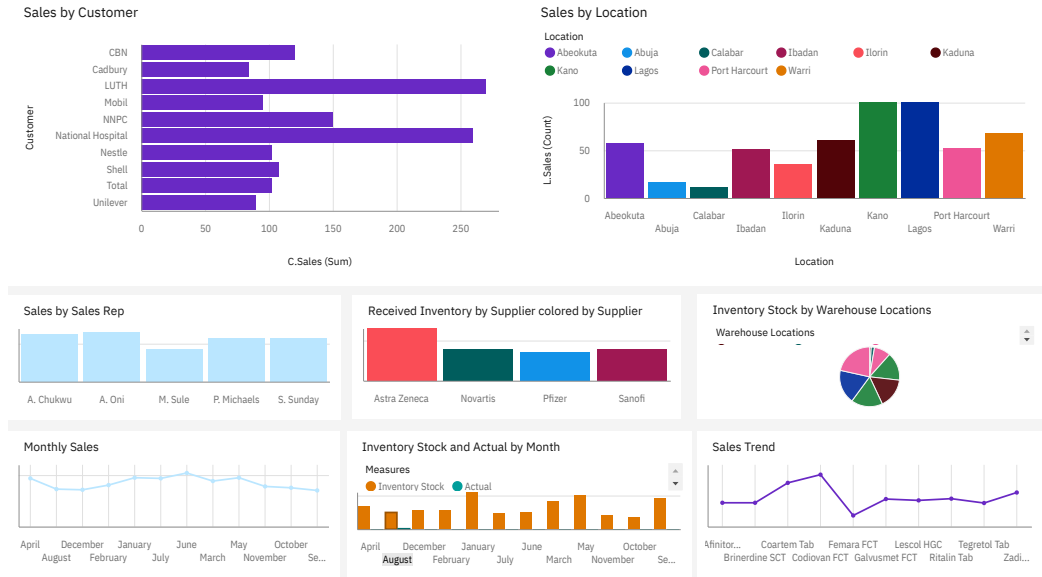 Sales by Customer
Customer
CBN
Cadbury
LUTH
Mobil
NNPC
National Hospital
Nestle
Shell
Total
Unilever
0 50 100 150 200 250
C.Sales (Sum)
Sales by Location
Location
Abeokuta Abuja Calabar Ibadan Ilorin Kaduna
Kano Lagos Port Harcourt Warri
L.Sales (Count)
100
50
0
Abeokuta Calabar Ilorin Kano Port Harcourt
Abuja Ibadan Kaduna Lagos Warri
Location
Sales by Sales Rep
A. Chukwu A. Oni M. Sule P. Michaels S. Sunday
Received Inventory by Supplier colored by Supplier
Astra Zeneca Novartis Pfizer Sanofi
Inventory Stock by Warehouse Locations
Warehouse Locations
Monthly Sales
April December January June May October
August February July March November Se...
Inventory Stock and Actual by Month
Measures
Inventory Stock Actual
April December January June May October
August February July March November Se...
Sales Trend
Afinitor... Coartem Tab Femara FCT Lescol HGC Tegretol Tab
Brinerdine SCT Codiovan FCT Galvusmet FCT Ritalin Tab Zadi...